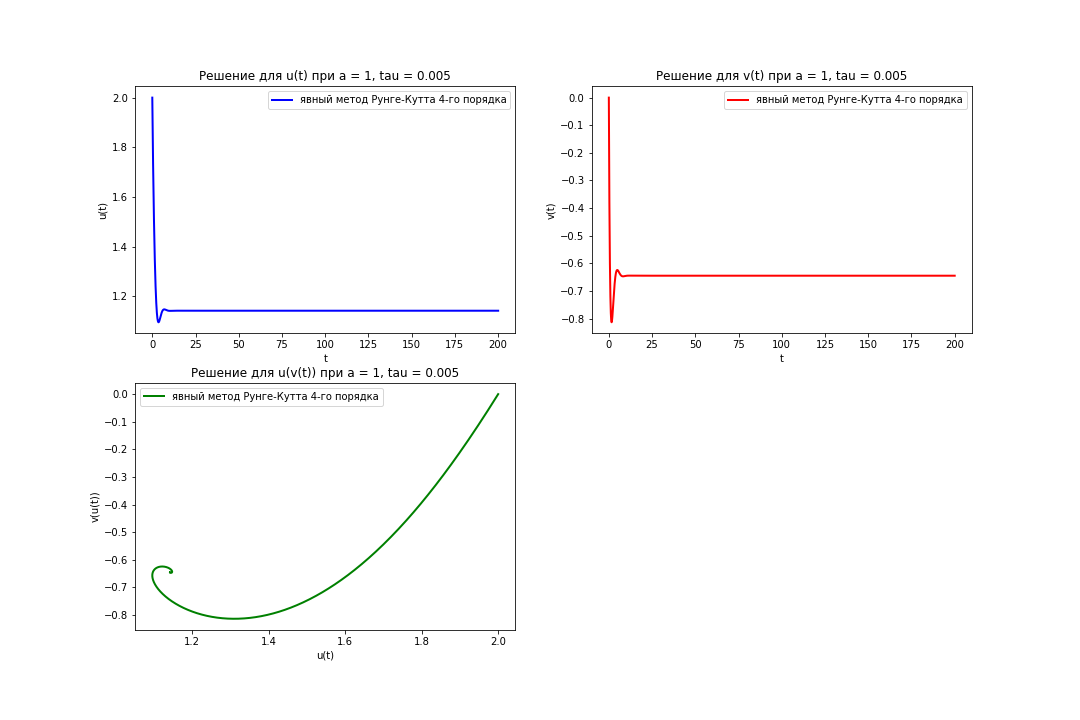 Решение для u(t) при a = 1, tau = 0.005
явный метод Рунге-Кутта 4-го порядка
2.0
1.8
1.6
1.4
1.2
u(t)
0 25 50 75 100 125 150 175 200
t
Решение для v(t) при a = 1, tau = 0.005
явный метод Рунге-Кутта 4-го порядка
0.0
−0.1
−0.2
−0.3
−0.4
−0.5
−0.6
−0.7
−0.8
v(t)
0 25 50 75 100 125 150 175 200
t
Решение для u(v(t)) при a = 1, tau = 0.005
явный метод Рунге-Кутта 4-го порядка
0.0
−0.1
−0.2
−0.3
−0.4
−0.5
−0.6
−0.7
−0.8
v(u(t))
1.2 1.4 1.6 1.8 2.0
u(t)